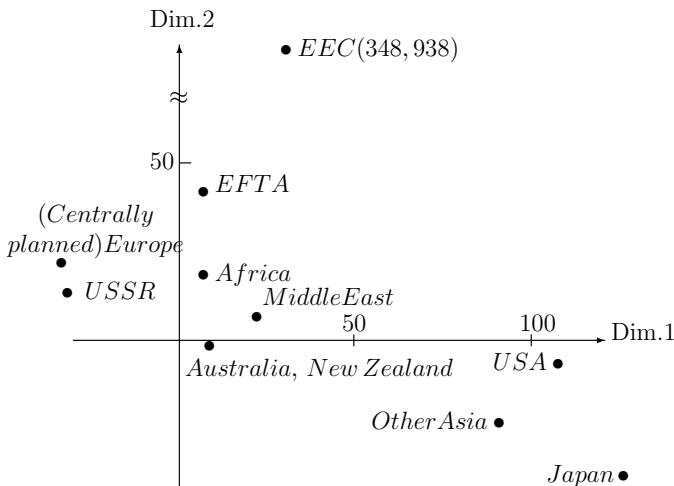 Dim.2
EEC(348, 938)
≈
50
EFTA
(Centrally
planned)Europe
Africa
USSR
MiddleEast
50
100
Dim.1
Australia, New Zealand
USA
OtherAsia
Japan